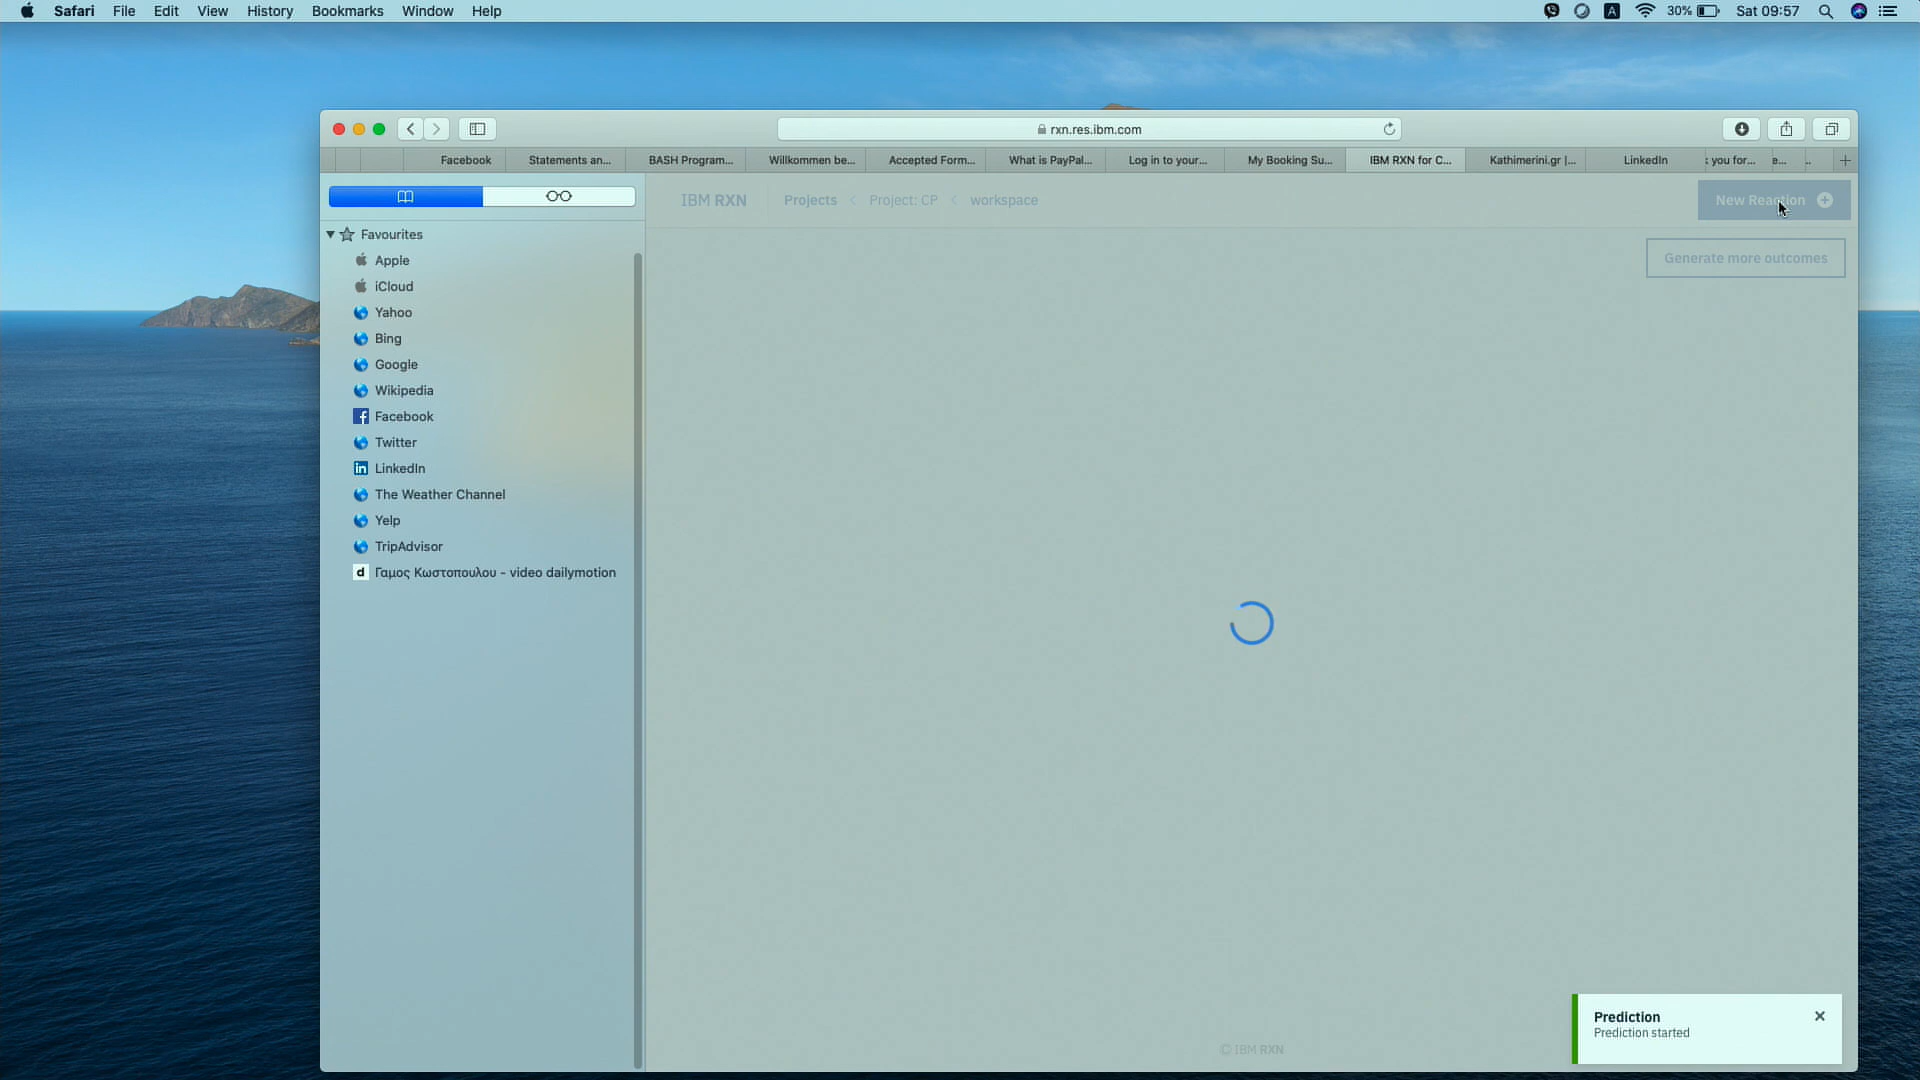 Safari File Edit View History Bookmarks Window Help
A 30% Sat 09:57
rxn.res.ibm.com
Facebook Statements an... BASH Program... Willkommen be... Accepted Form... What is PayPal... Log in to your... My Booking Su... IBM RXN for C... Kathimerini.gr |... LinkedIn you for... e... ..
IBM RXN Projects < Project: CP < workspace
New Reaction
Favourites
Generate more outcomes
Apple
iCloud
Yahoo
Bing
Google
Wikipedia
Facebook
Twitter
in LinkedIn
The Weather Channel
Yelp
TripAdvisor
d Γαμος Κωστοπουλου - video dailymotion
Prediction
Prediction started
© IBM RXN